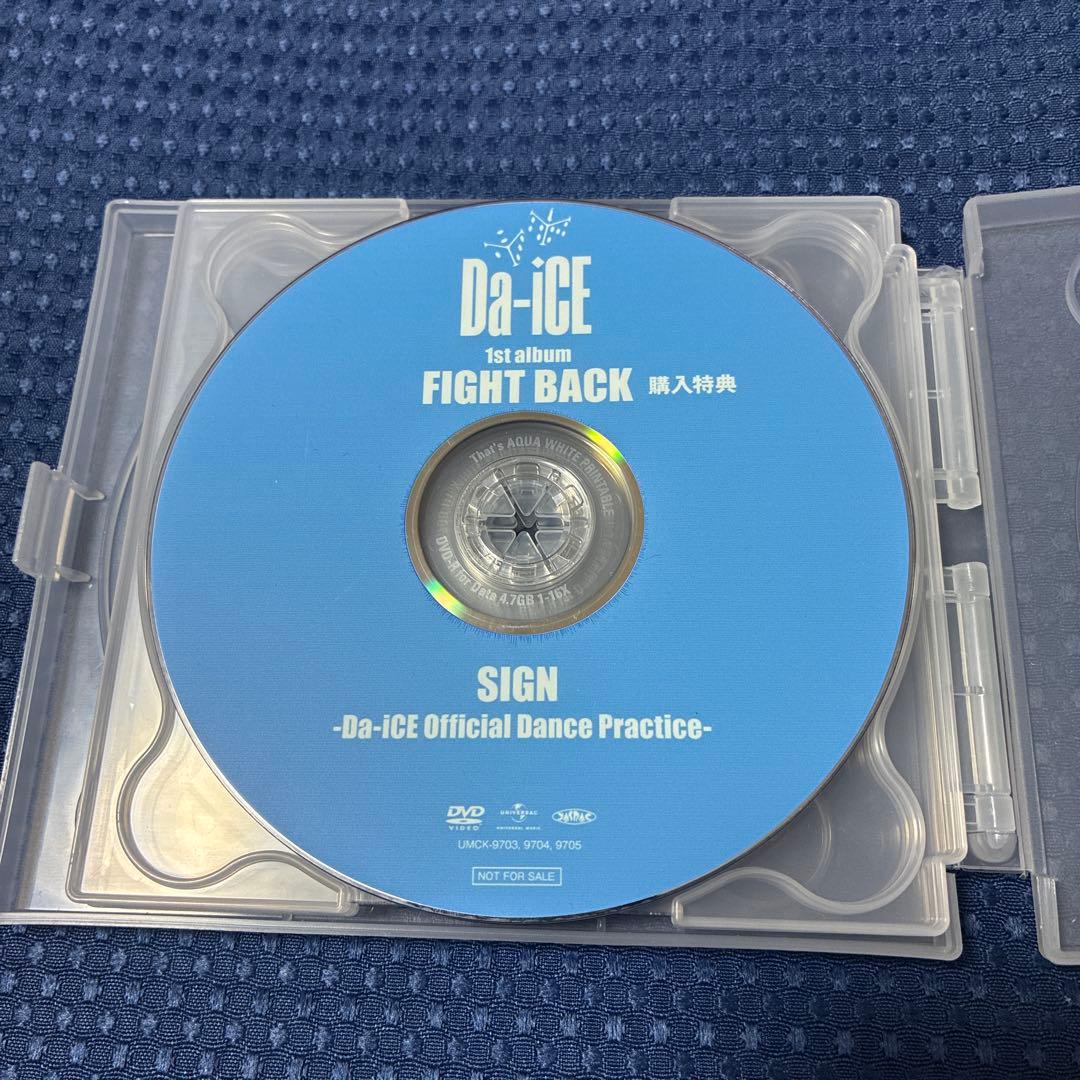 Da-iCE
1st album
FIGHT BACK 購入特典
That's AQUA WHITE PRINTABLE
DVD-R for Data 4.7GB 1-16X
SIGN
-Da-iCE Official Dance Practice-
DVD VIDEO
UNIVERSAL
UNIVERSAL MUSIC
JASRAC
UMCK-9703, 9704, 9705
NOT FOR SALE